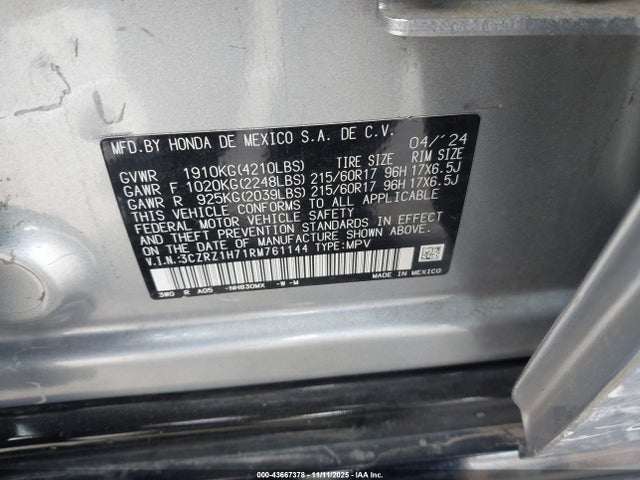 MFD.BY HONDA DE MEXICO S.A. DE C.V. 04/'24
GVWR 1910KG(4210LBS) TIRE SIZE RIM SIZE
GAWR F 1020KG(2248LBS) 215/60R17 96H 17X6.5J
GAWR R 925KG(2039LBS) 215/60R17 96H 17X6.5J
THIS VEHICLE CONFORMS TO ALL APPLICABLE
FEDERAL MOTOR VEHICLE SAFETY
AND THEFT PREVENTION STANDARDS IN
EFFECT ON THE DATE OF MANUFACTURE
SHOWN ABOVE.
V.I.N.:3CZRZ1H71RM761144 TYPE:MPV
MADE IN MEXICO
3W0 R A05 -NH830MX -W -M
000-43667378 - 11/11/2025 - IAA Inc.